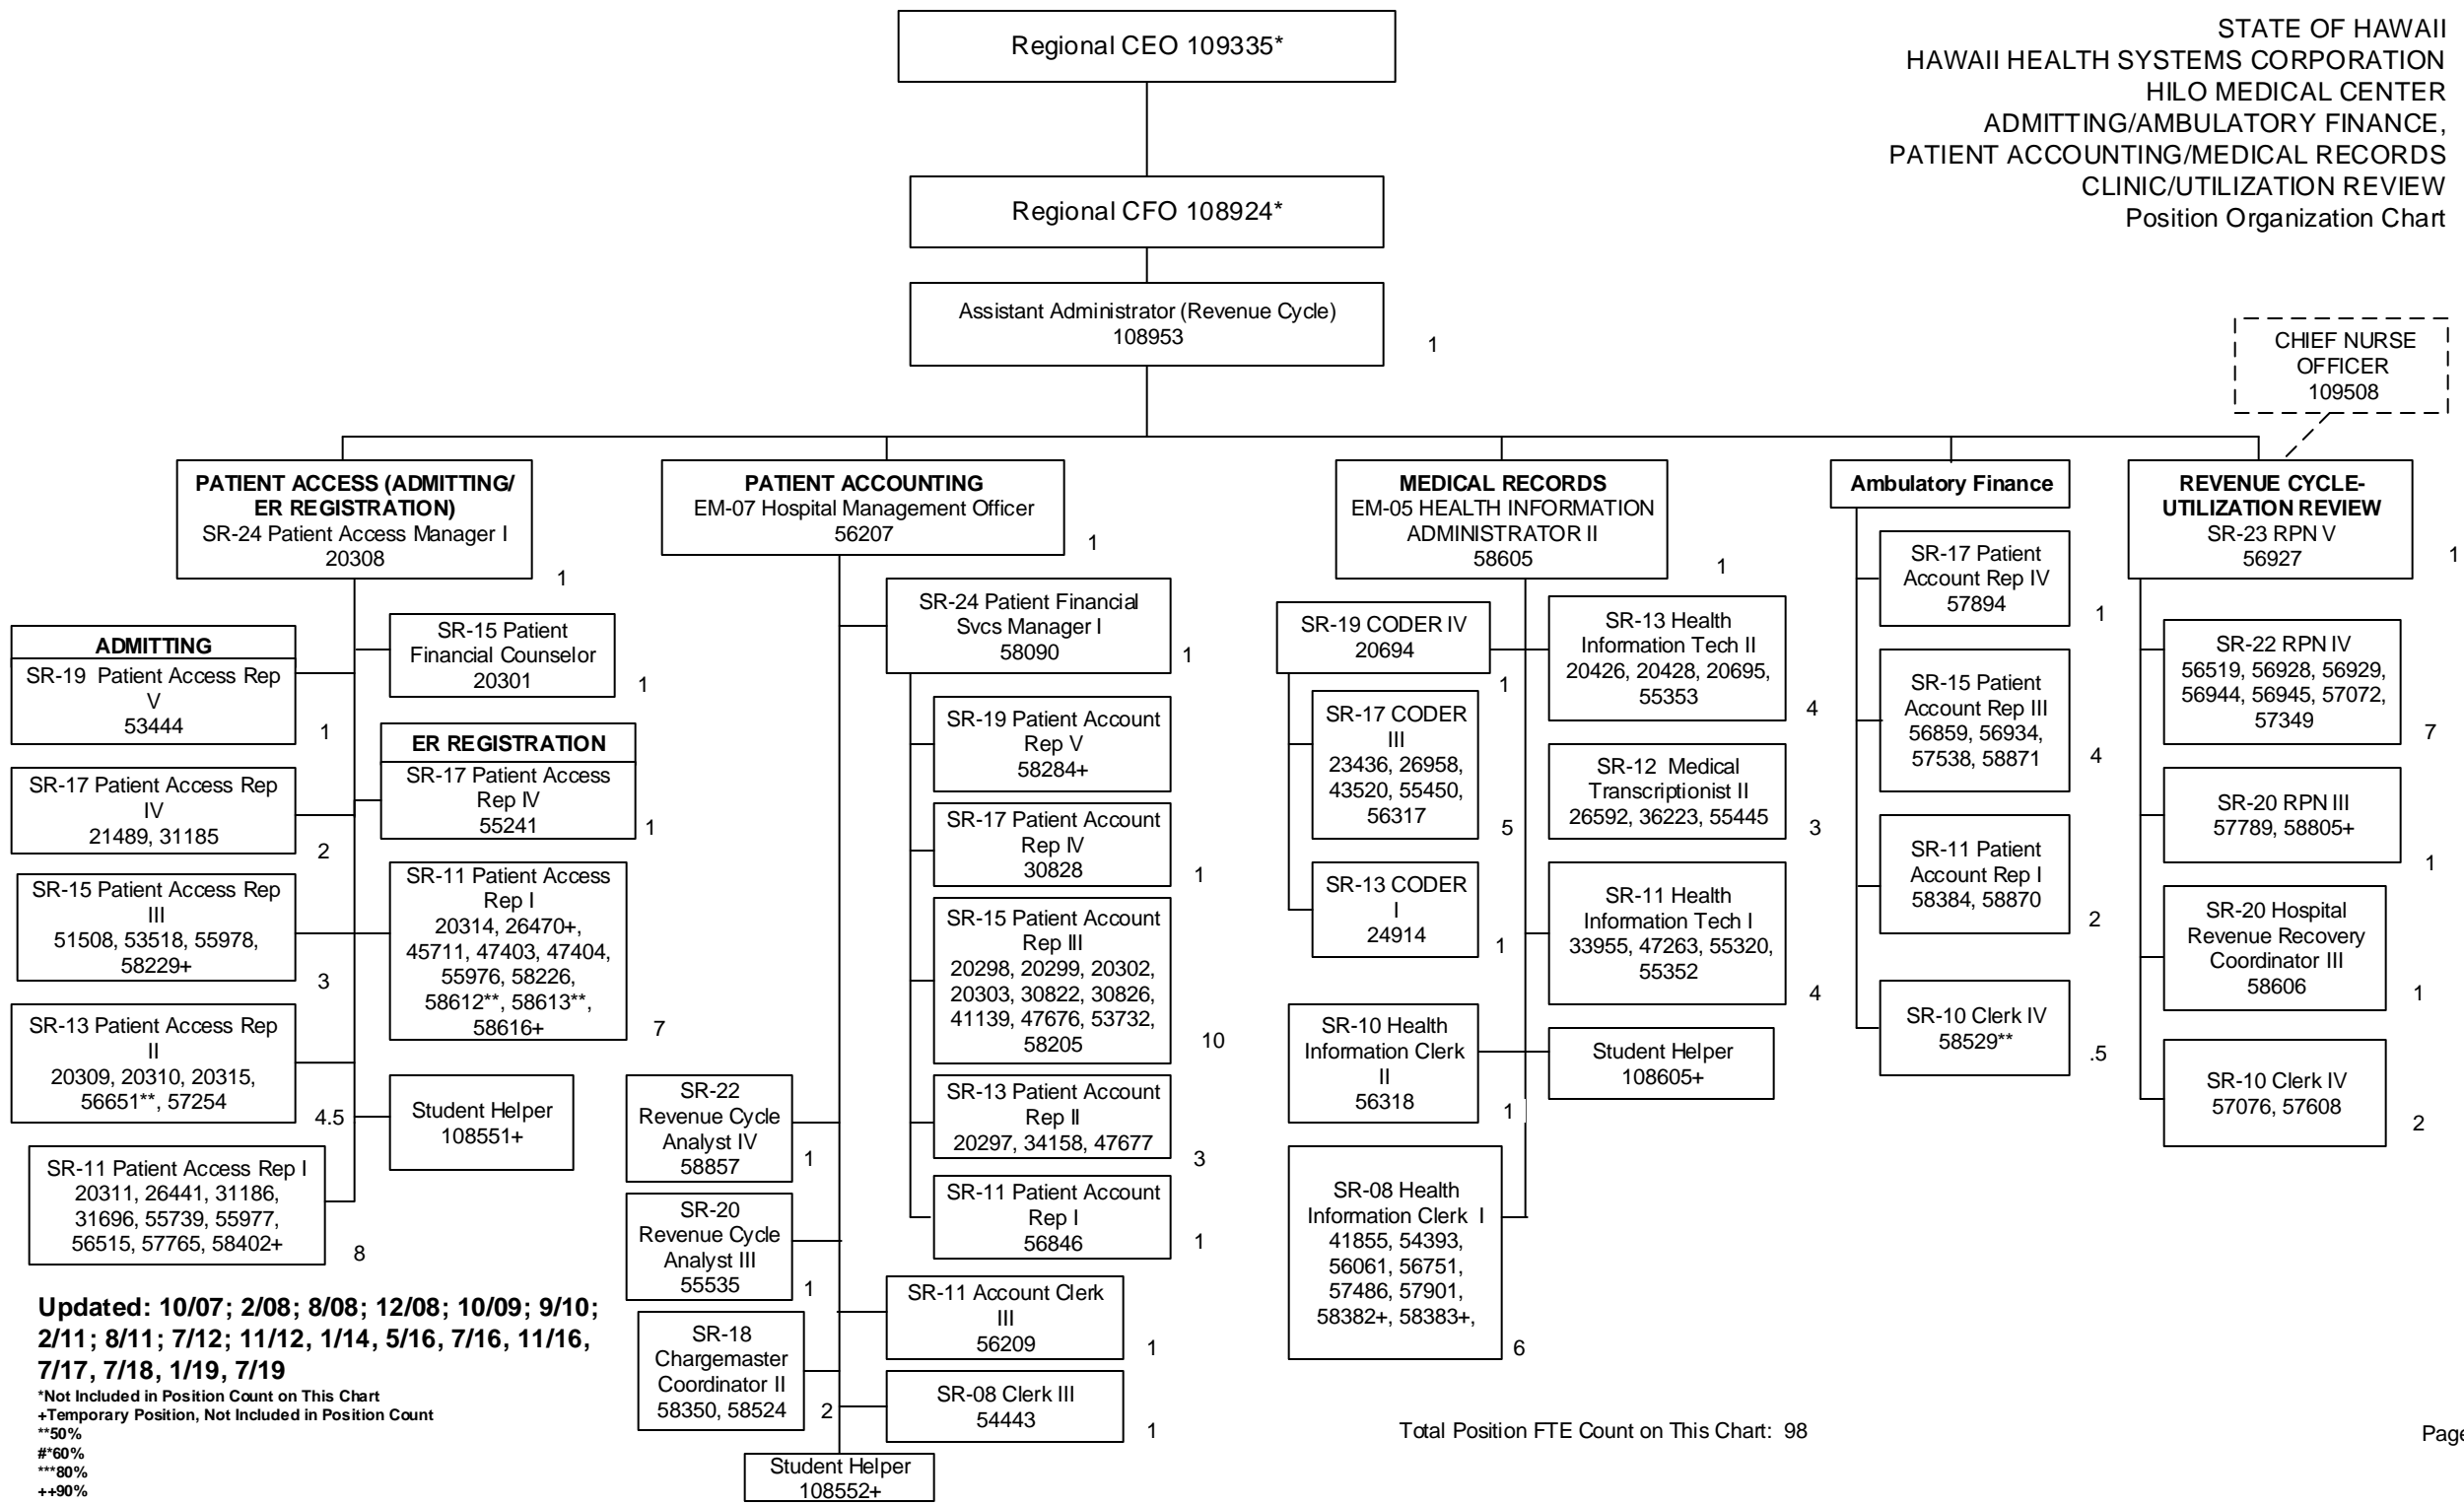 STATE OF HAWAII
HAWAII HEALTH SYSTEMS CORPORATION
HILO MEDICAL CENTER
ADMITTING/AMBULATORY FINANCE,
PATIENT ACCOUNTING/MEDICAL RECORDS
CLINIC/UTILIZATION REVIEW
Position Organization Chart
Regional CEO 109335*
Regional CFO 108924*
Assistant Administrator (Revenue Cycle)
108953
1
CHIEF NURSE
OFFICER
109508
PATIENT ACCESS (ADMITTING/
ER REGISTRATION)
SR-24 Patient Access Manager I
20308
1
ADMITTING
SR-19 Patient Access Rep
V
53444
1
SR-17 Patient Access Rep
IV
21489, 31185
2
SR-15 Patient Access Rep
III
51508, 53518, 55978,
58229+
3
SR-13 Patient Access Rep
II
20309, 20310, 20315,
56651**, 57254
4.5
SR-11 Patient Access Rep I
20311, 26441, 31186,
31696, 55739, 55977,
56515, 57765, 58402+
8
SR-15 Patient
Financial Counselor
20301
1
ER REGISTRATION
SR-17 Patient Access
Rep IV
55241
1
SR-11 Patient Access
Rep I
20314, 26470+,
45711, 47403, 47404,
55976, 58226,
58612**, 58613**,
58616+
7
Student Helper
108551+
PATIENT ACCOUNTING
EM-07 Hospital Management Officer
56207
1
SR-24 Patient Financial
Svcs Manager I
58090
1
SR-19 Patient Account
Rep V
58284+
SR-17 Patient Account
Rep IV
30828
1
SR-15 Patient Account
Rep III
20298, 20299, 20302,
20303, 30822, 30826,
41139, 47676, 53732,
58205
10
SR-13 Patient Account
Rep II
20297, 34158, 47677
3
SR-11 Patient Account
Rep I
56846
1
SR-22
Revenue Cycle
Analyst IV
58857
1
SR-20
Revenue Cycle
Analyst III
55535
1
SR-18
Chargemaster
Coordinator II
58350, 58524
2
SR-11 Account Clerk
III
56209
1
SR-08 Clerk III
54443
1
Student Helper
108552+
MEDICAL RECORDS
EM-05 HEALTH INFORMATION
ADMINISTRATOR II
58605
1
SR-19 CODER IV
20694
1
SR-17 CODER
III
23436, 26958,
43520, 55450,
56317
5
SR-13 CODER
I
24914
1
SR-10 Health
Information Clerk
II
56318
1
SR-08 Health
Information Clerk I
41855, 54393,
56061, 56751,
57486, 57901,
58382+, 58383+,
6
SR-13 Health
Information Tech II
20426, 20428, 20695,
55353
4
SR-12 Medical
Transcriptionist II
26592, 36223, 55445
3
SR-11 Health
Information Tech I
33955, 47263, 55320,
55352
4
Student Helper
108605+
Ambulatory Finance
SR-17 Patient
Account Rep IV
57894
1
SR-15 Patient
Account Rep III
56859, 56934,
57538, 58871
4
SR-11 Patient
Account Rep I
58384, 58870
2
SR-10 Clerk IV
58529**
.5
REVENUE CYCLE-
UTILIZATION REVIEW
SR-23 RPN V
56927
1
SR-22 RPN IV
56519, 56928, 56929,
56944, 56945, 57072,
57349
7
SR-20 RPN III
57789, 58805+
1
SR-20 Hospital
Revenue Recovery
Coordinator III
58606
1
SR-10 Clerk IV
57076, 57608
2
Updated: 10/07; 2/08; 8/08; 12/08; 10/09; 9/10;
2/11; 8/11; 7/12; 11/12, 1/14, 5/16, 7/16, 11/16,
7/17, 7/18, 1/19, 7/19
*Not Included in Position Count on This Chart
+Temporary Position, Not Included in Position Count
**50%
#*60%
***80%
++90%
Total Position FTE Count on This Chart: 98
Page